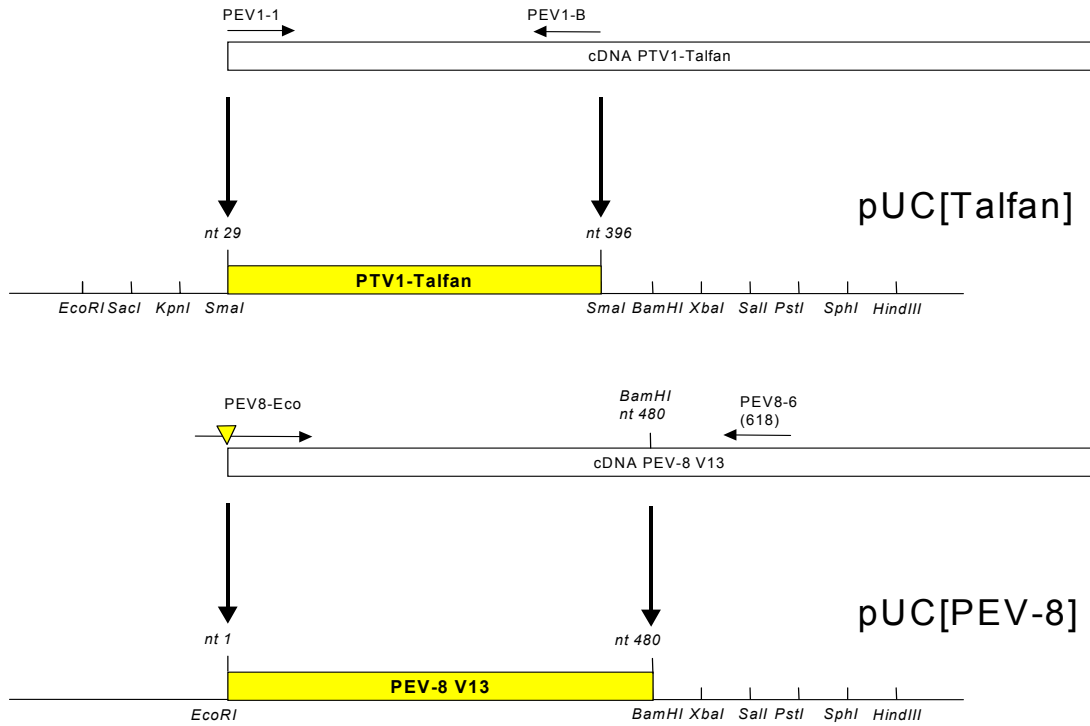 PEV1-1 PEV1-B
cDNA PTV1-Talfan
pUC[Talfan]
nt 29 nt 396
PTV1-Talfan
EcoRI SacI KpnI SmaI SmaI BamHI XbaI SalI PstI SphI HindIII
PEV8-Eco
BamHI
nt 480
PEV8-6
(618)
cDNA PEV-8 V13
pUC[PEV-8]
nt 1 nt 480
PEV-8 V13
EcoRI BamHI XbaI SalI PstI SphI HindIII